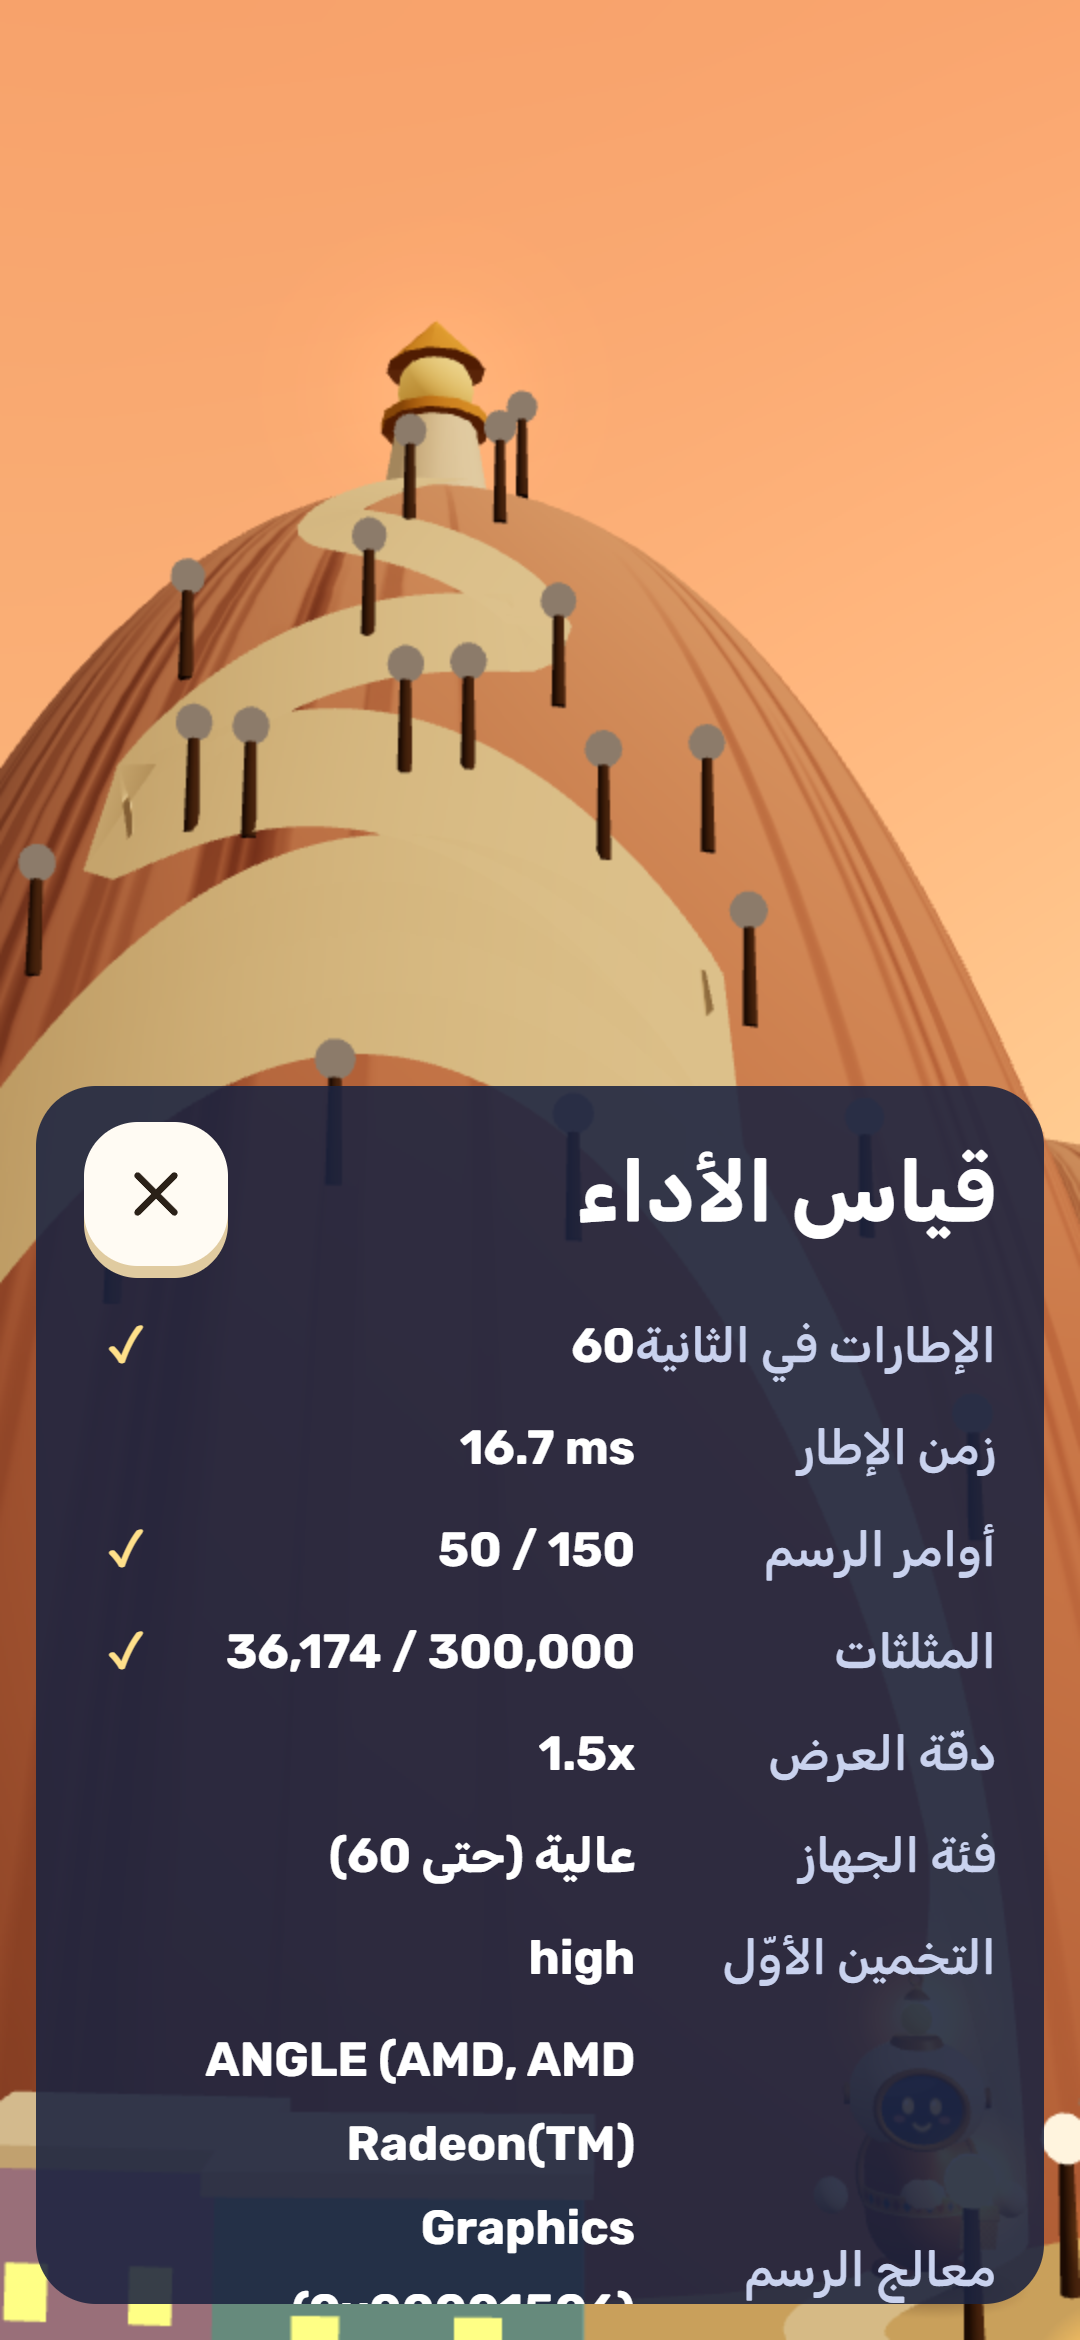 قياس الأداء
الإطارات في الثانية 60 ✓
زمن الإطار 16.7 ms
أوامر الرسم 50 / 150 ✓
المثلثات 36,174 / 300,000 ✓
دقّة العرض 1.5x
فئة الجهاز عالية (حتى 60)
التخمين الأوّل high
ANGLE (AMD, AMD
Radeon(TM)
Graphics
معالج الرسم